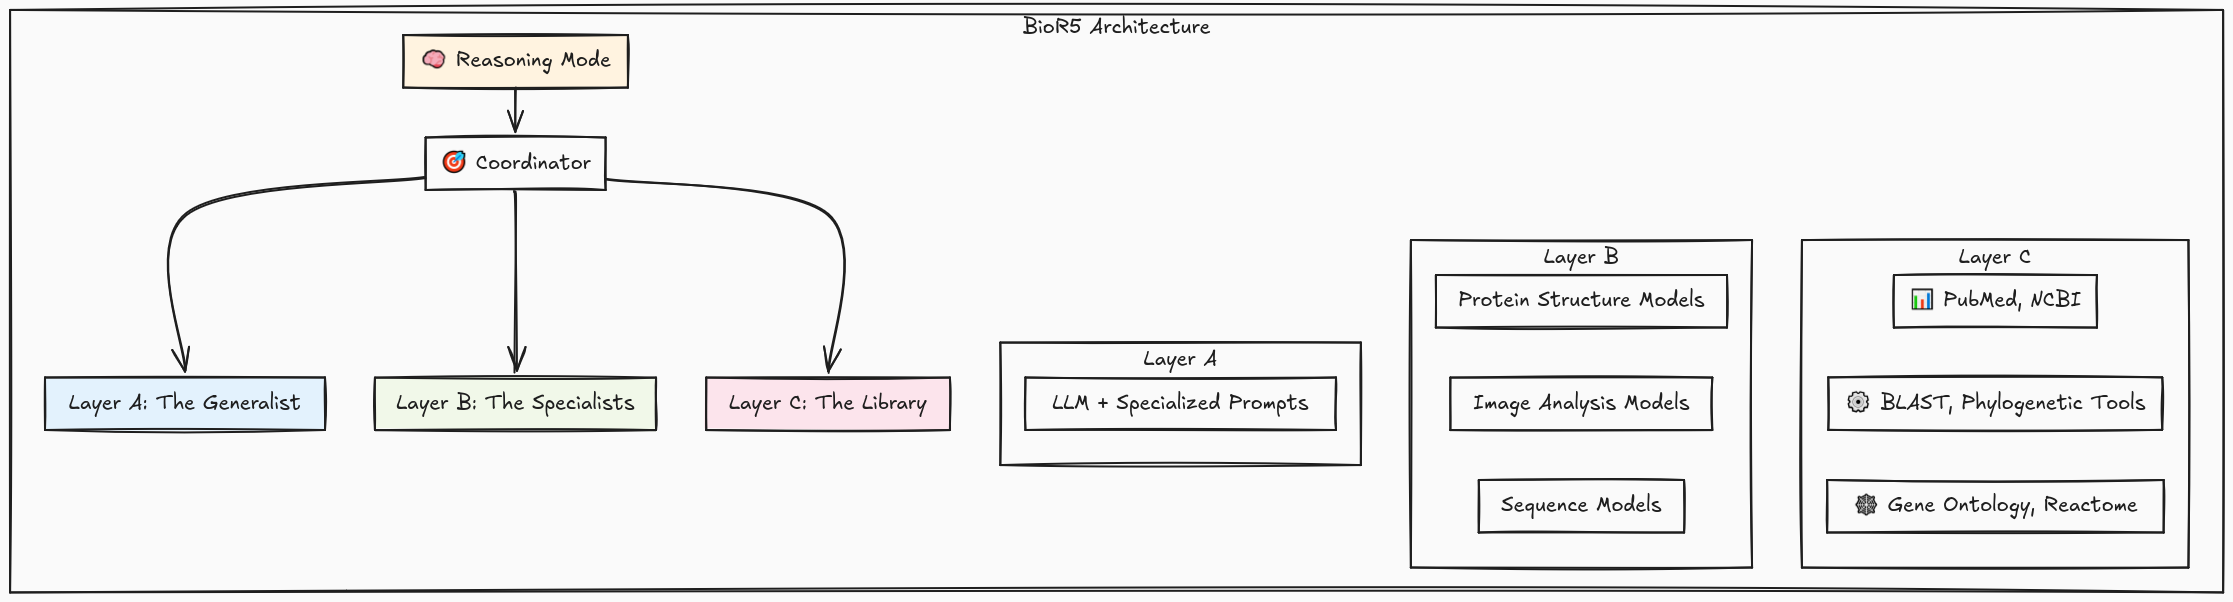 BioR5 Architecture
🧠 Reasoning Mode
🎯 Coordinator
Layer A: The Generalist
Layer B: The Specialists
Layer C: The Library
Layer A
LLM + Specialized Prompts
Layer B
Protein Structure Models
Image Analysis Models
Sequence Models
Layer C
📊 PubMed, NCBI
⚙️ BLAST, Phylogenetic Tools
🕸️ Gene Ontology, Reactome